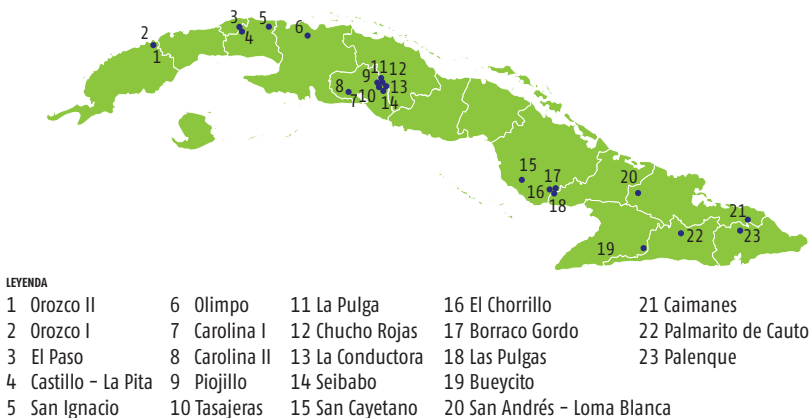 2
1
3
4
5
6
11
12
9
8
7
10
13
14
15
17
16
18
20
21
19
22
23
LEYENDA
1 Orozco II
2 Orozco I
3 El Paso
4 Castillo – La Pita
5 San Ignacio
6 Olimpo
7 Carolina I
8 Carolina II
9 Piojillo
10 Tasajeras
11 La Pulga
12 Chucho Rojas
13 La Conductora
14 Seibabo
15 San Cayetano
16 El Chorrillo
17 Borraco Gordo
18 Las Pulgas
19 Bueycito
20 San Andrés – Loma Blanca
21 Caimanes
22 Palmarito de Cauto
23 Palenque